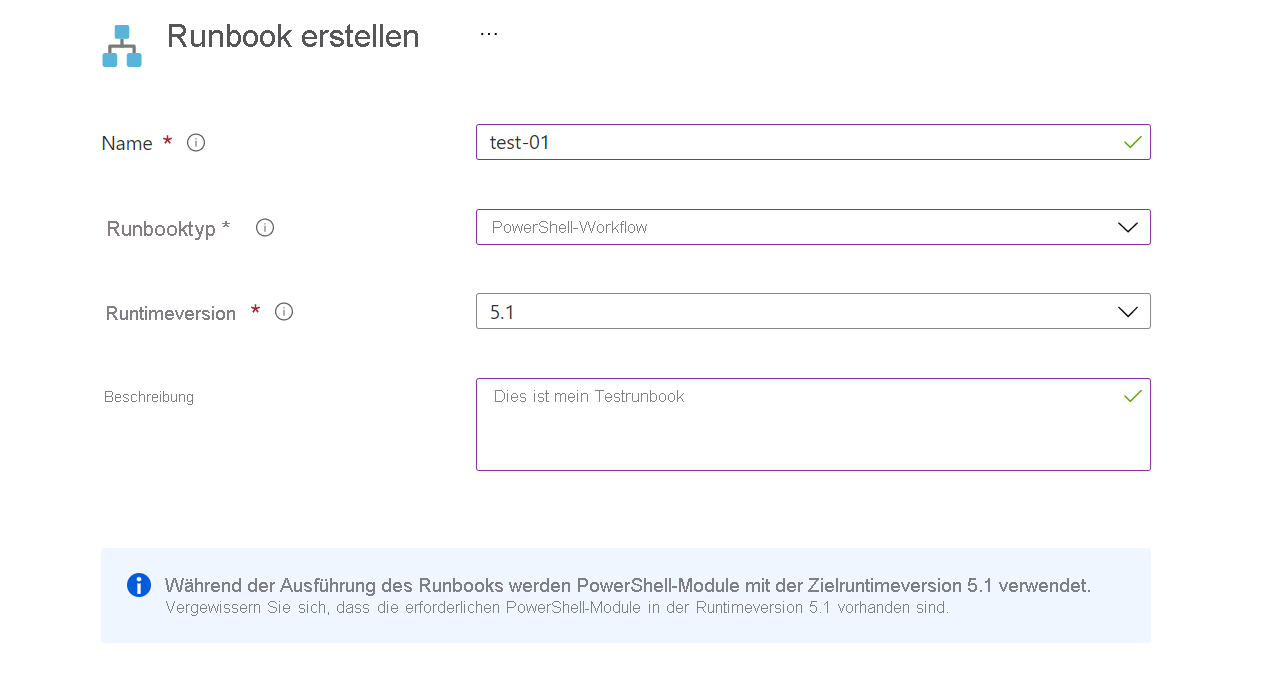 Runbook erstellen ...
Name *
test-01
Runbooktyp *
PowerShell-Workflow
Runtimeversion *
5.1
Beschreibung
Dies ist mein Testrunbook
Während der Ausführung des Runbooks werden PowerShell-Module mit der Zielruntimeversion 5.1 verwendet.
Vergewissern Sie sich, dass die erforderlichen PowerShell-Module in der Runtimeversion 5.1 vorhanden sind.